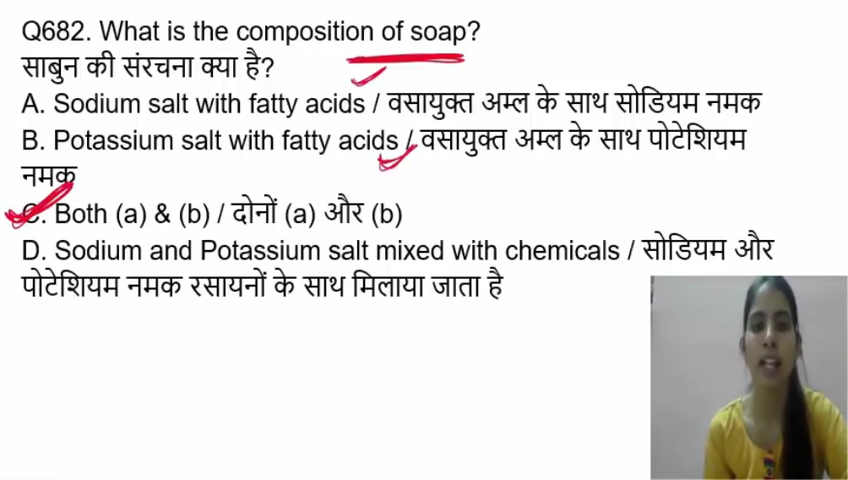 Q682. What is the composition of soap?
साबुन की संरचना क्या है?
A. Sodium salt with fatty acids / वसायुक्त अम्ल के साथ सोडियम नमक
B. Potassium salt with fatty acids / वसायुक्त अम्ल के साथ पोटेशियम
नमक
C. Both (a) & (b) / दोनों (a) और (b)
D. Sodium and Potassium salt mixed with chemicals / सोडियम और
पोटेशियम नमक रसायनों के साथ मिलाया जाता है